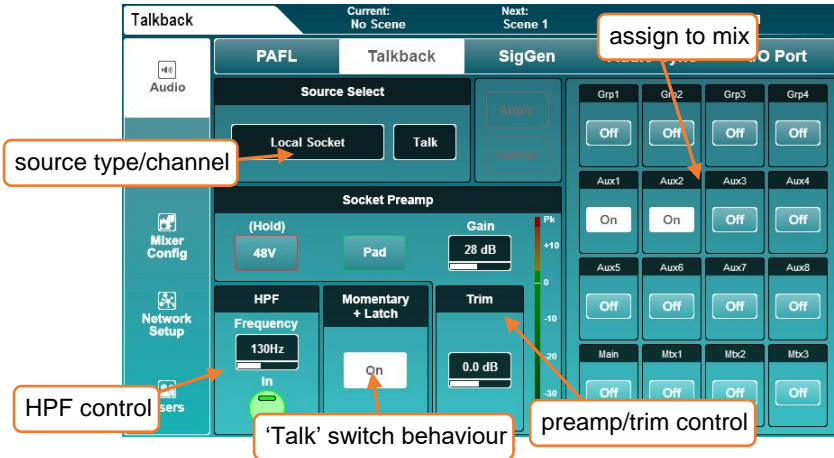 Talkback
Current:
No Scene
Next:
Scene 1
assign to mix
Audio
PAFL
Talkback
SigGen
I/O Port
Source Select
Apply
Cancel
Local Socket
Talk
source type/channel
Grp1
Grp2
Grp3
Grp4
Off
Off
Off
Off
Aux1
Aux2
Aux3
Aux4
On
On
Off
Off
Socket Preamp
(Hold)
48V
Pad
Gain
28 dB
Pk
+10
0
-10
-20
-30
Mixer
Config
Network
Setup
Aux5
Aux6
Aux7
Aux8
Off
Off
Off
Off
HPF
Frequency
130Hz
In
Momentary
+ Latch
On
Trim
0.0 dB
Main
Mtx1
Mtx2
Mtx3
Off
Off
Off
Off
HPF control
'Talk' switch behaviour
preamp/trim control